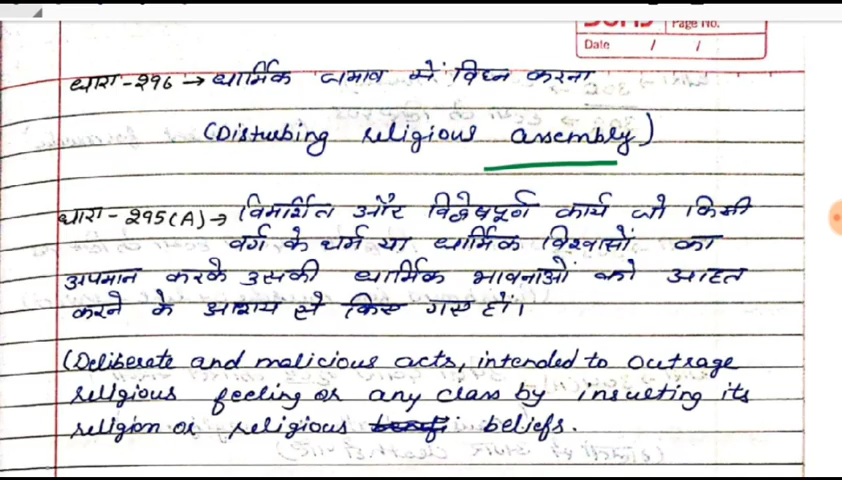 Page No.
Date / /
धारा-296 → धार्मिक जमाव में विघ्न करना
(Disturbing religious assembly)
धारा - 295(A) → विमर्शित और विद्वेषपूर्ण कार्य जो किसी
वर्ग के धर्म या धार्मिक विश्वासों का
अपमान करके उसकी धार्मिक भावनाओं को आहत
करने के आशय से किए गए हों।
(Deliberate and malicious acts, intended to outrage
religious feeling or any class by insulting its
religion or religious beliefs.